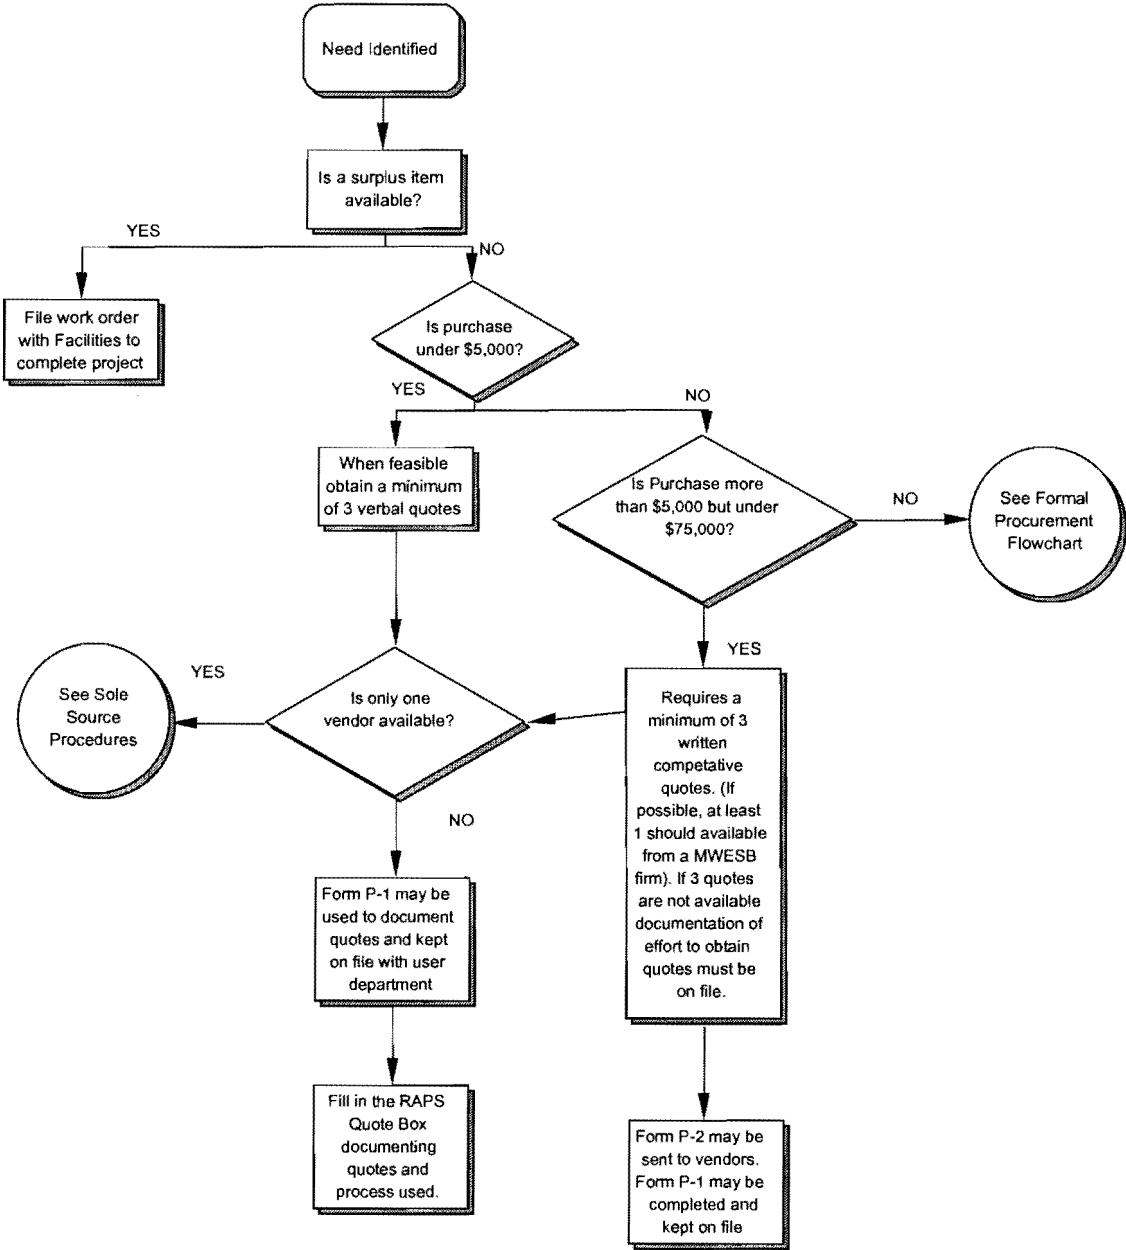 Need Identified
Is a surplus item
available?
YES
NO
File work order
with Facilities to
complete project
Is purchase
under $5,000?
YES
NO
When feasible
obtain a minimum
of 3 verbal quotes
Is Purchase more
than $5,000 but under
$75,000?
NO
See Formal
Procurement
Flowchart
YES
See Sole
Source
Procedures
YES
Is only one
vendor available?
NO
Requires a
minimum of 3
written
competative
quotes. (If
possible, at least
1 should available
from a MWESB
firm). If 3 quotes
are not available
documentation of
effort to obtain
quotes must be
on file.
Form P-1 may be
used to document
quotes and kept
on file with user
department
Fill in the RAPS
Quote Box
documenting
quotes and
process used.
Form P-2 may be
sent to vendors.
Form P-1 may be
completed and
kept on file